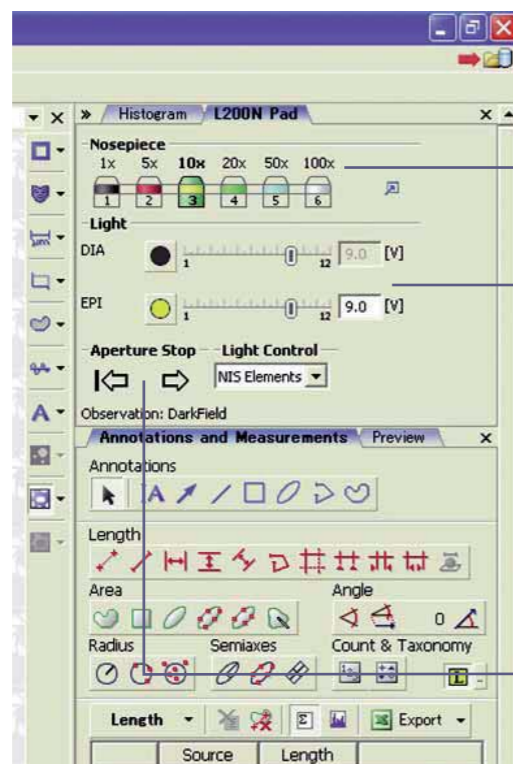 Histogram L200N Pad
Nosepiece
1x 5x 10x 20x 50x 100x
1 2 3 4 5 6
Light
DIA 1 12 9.0 [V]
EPI 1 12 9.0 [V]
Aperture Stop Light Control
NIS Elements
Observation: DarkField
Annotations and Measurements Preview
Annotations
A
A
Length
Area Angle
0
Radius Semiaxes Count & Taxonomy
Σ
Length Export
Source Length